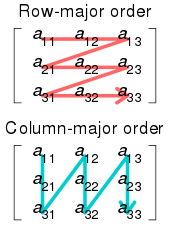 Row-major order
a11 a12 a13
a21 a22 a23
a31 a32 a33
Column-major order
a11 a12 a13
a21 a22 a23
a31 a32 a33